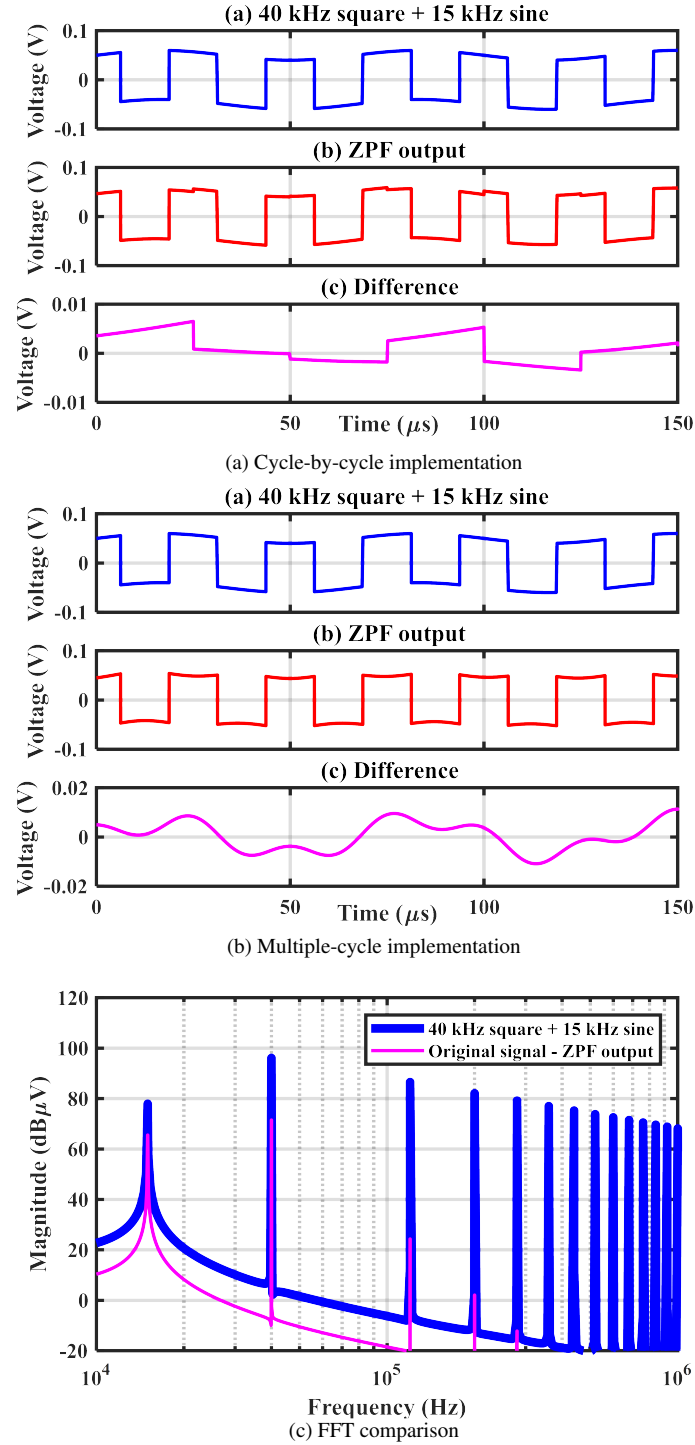 (a) 40 kHz square + 15 kHz sine
Voltage (V)
0.1
0
-0.1
(b) ZPF output
Voltage (V)
0.1
0
-0.1
(c) Difference
Voltage (V)
0.01
0
-0.01
0 50 100 150
Time (μs)
(a) Cycle-by-cycle implementation
(a) 40 kHz square + 15 kHz sine
Voltage (V)
0.1
0
-0.1
(b) ZPF output
Voltage (V)
0.1
0
-0.1
(c) Difference
Voltage (V)
0.02
0
-0.02
0 50 100 150
Time (μs)
(b) Multiple-cycle implementation
Magnitude (dBμV)
120
100
80
60
40
20
0
-20
40 kHz square + 15 kHz sine
Original signal - ZPF output
10^4 10^5 10^6
Frequency (Hz)
(c) FFT comparison